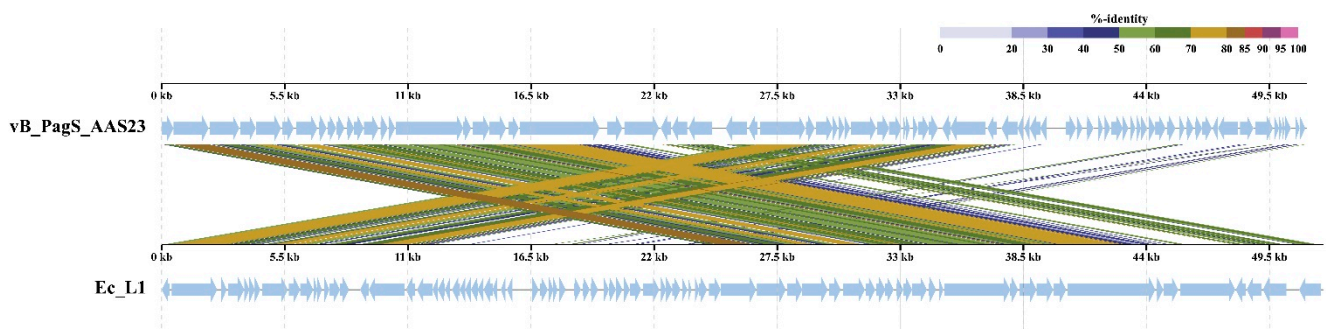 %-identity
0 20 30 40 50 60 70 80 85 90 95 100
0 kb 5.5 kb 11 kb 16.5 kb 22 kb 27.5 kb 33 kb 38.5 kb 44 kb 49.5 kb
vB_PagS_AAS23
0 kb 5.5 kb 11 kb 16.5 kb 22 kb 27.5 kb 33 kb 38.5 kb 44 kb 49.5 kb
Ec_L1